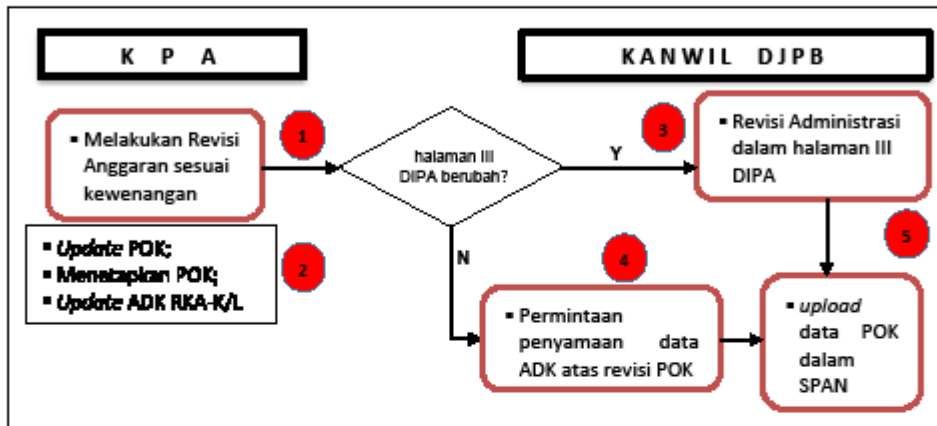 K P A
KANWIL DJPB
▪ Melakukan Revisi
Anggaran sesuai
kewenangan
1
halaman III
DIPA berubah?
Y
3
▪ Revisi Administrasi
dalam halaman III
DIPA
▪ Update POK;
▪ Menetapkan POK;
▪ Update ADK RKA-K/L
2
N
4
5
▪ Permintaan
penyamaan data
ADK atas revisi POK
▪ upload
data POK
dalam
SPAN